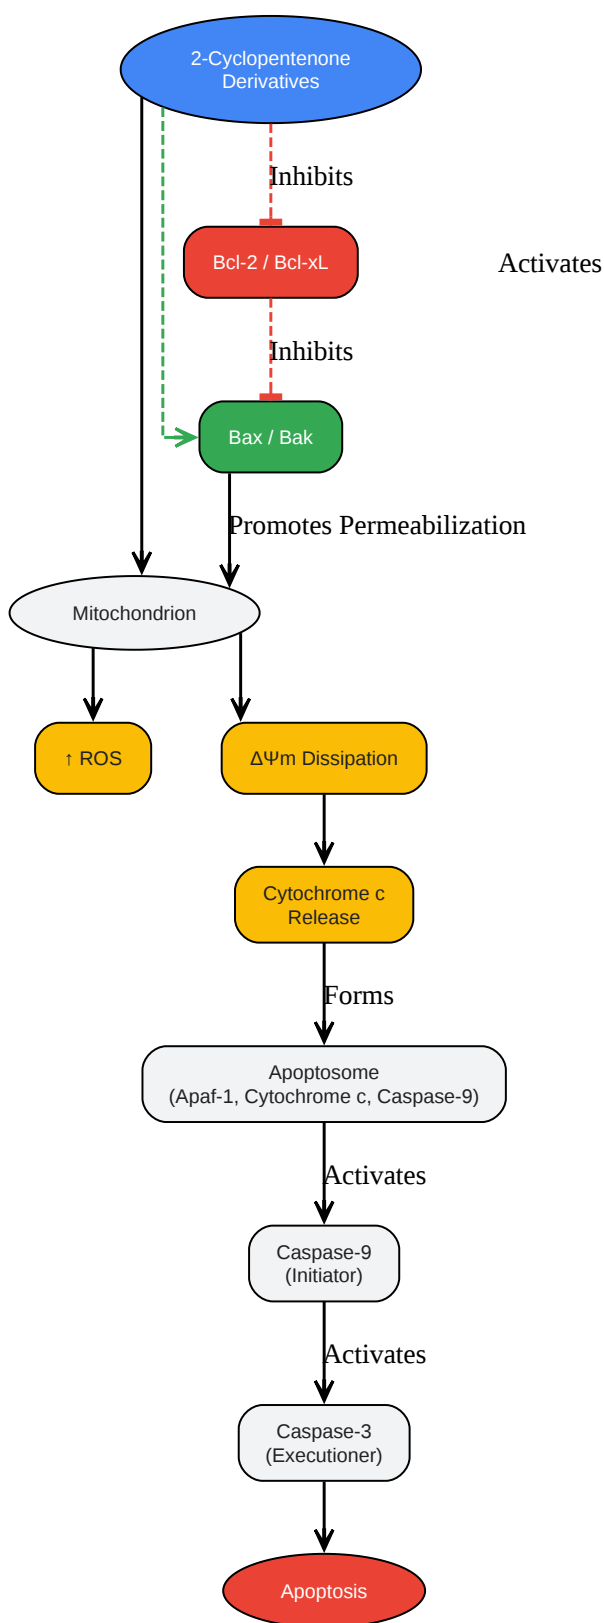 2-Cyclopentenone
Derivatives
Inhibits
Bcl-2 / Bcl-xL
Activates
Inhibits
Bax / Bak
Promotes Permeabilization
Mitochondrion
↑ ROS
ΔΨm Dissipation
Cytochrome c
Release
Forms
Apoptosome
(Apaf-1, Cytochrome c, Caspase-9)
Activates
Caspase-9
(Initiator)
Activates
Caspase-3
(Executioner)
Apoptosis